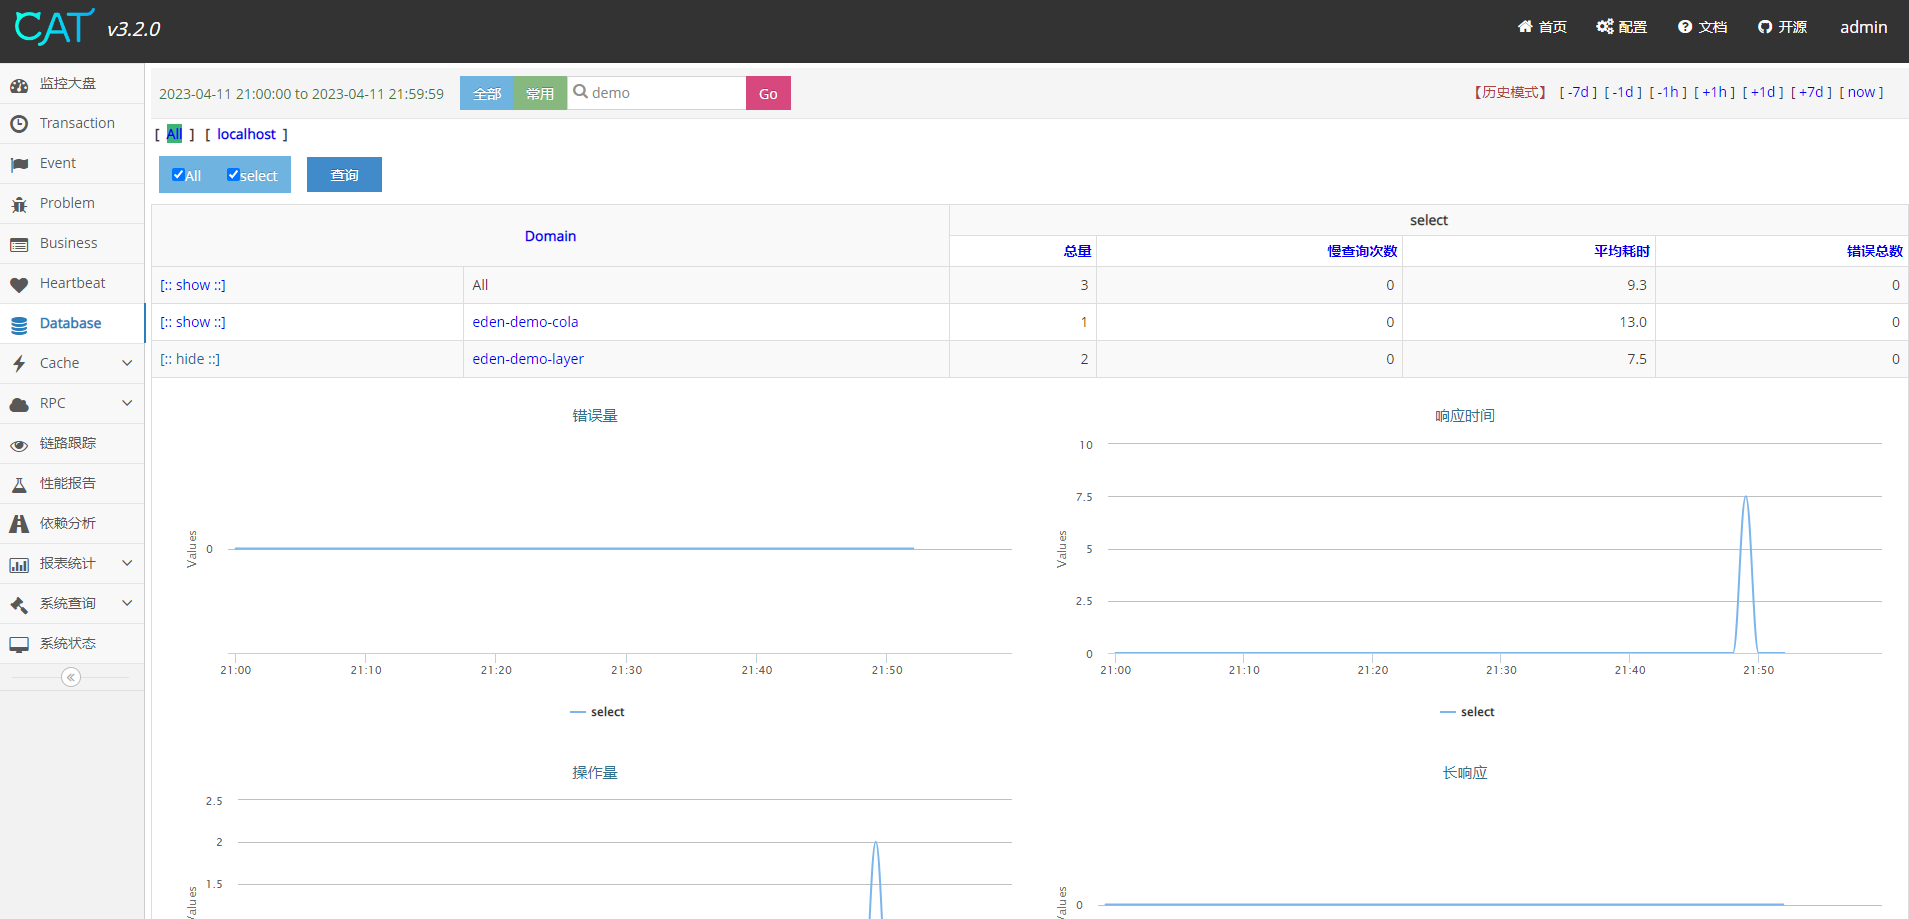 CAT v3.2.0
首页 配置 文档 开源 admin
监控大盘
Transaction
Event
Problem
Business
Heartbeat
Database
Cache
RPC
链路跟踪
性能报告
依赖分析
报表统计
系统查询
系统状态
2023-04-11 21:00:00 to 2023-04-11 21:59:59 全部 常用 demo Go 【历史模式】 [ -7d ] [ -1d ] [ -1h ] [ +1h ] [ +1d ] [ +7d ] [ now ]
[ All ] [ localhost ]
All select 查询
Domain select
总量 慢查询次数 平均耗时 错误总数
[:: show ::] All 3 0 9.3 0
[:: show ::] eden-demo-cola 1 0 13.0 0
[:: hide ::] eden-demo-layer 2 0 7.5 0
错误量
Values
0
21:00 21:10 21:20 21:30 21:40 21:50
select
响应时间
Values
10
7.5
5
2.5
0
21:00 21:10 21:20 21:30 21:40 21:50
select
操作量
Values
2.5
2
1.5
长响应
Values
0